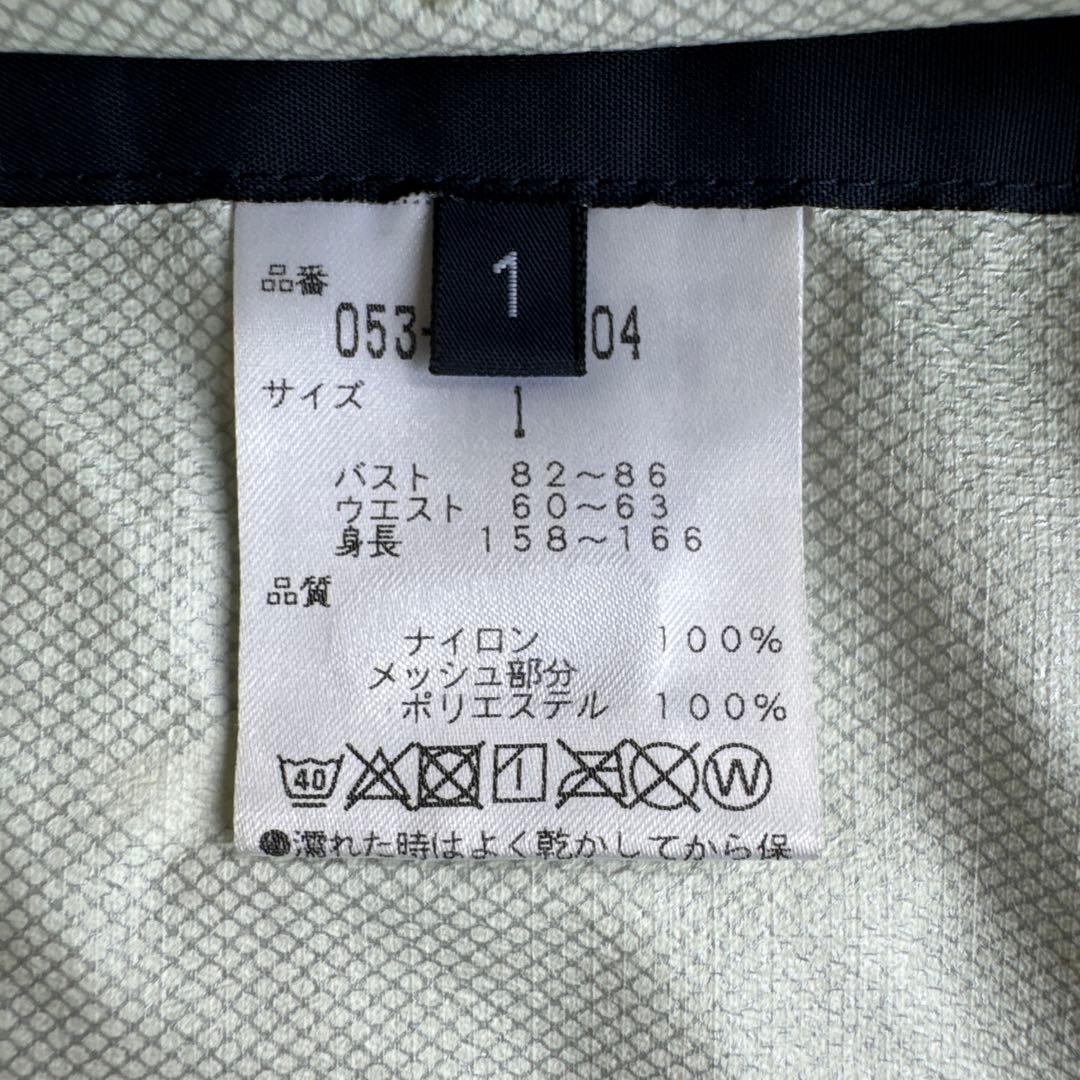 1
品番
053- 04
サイズ
1
バスト 82～86
ウエスト 60～63
身長 158～166
品質
ナイロン 100%
メッシュ部分
ポリエステル 100%
40 W
●濡れた時はよく乾かしてから保